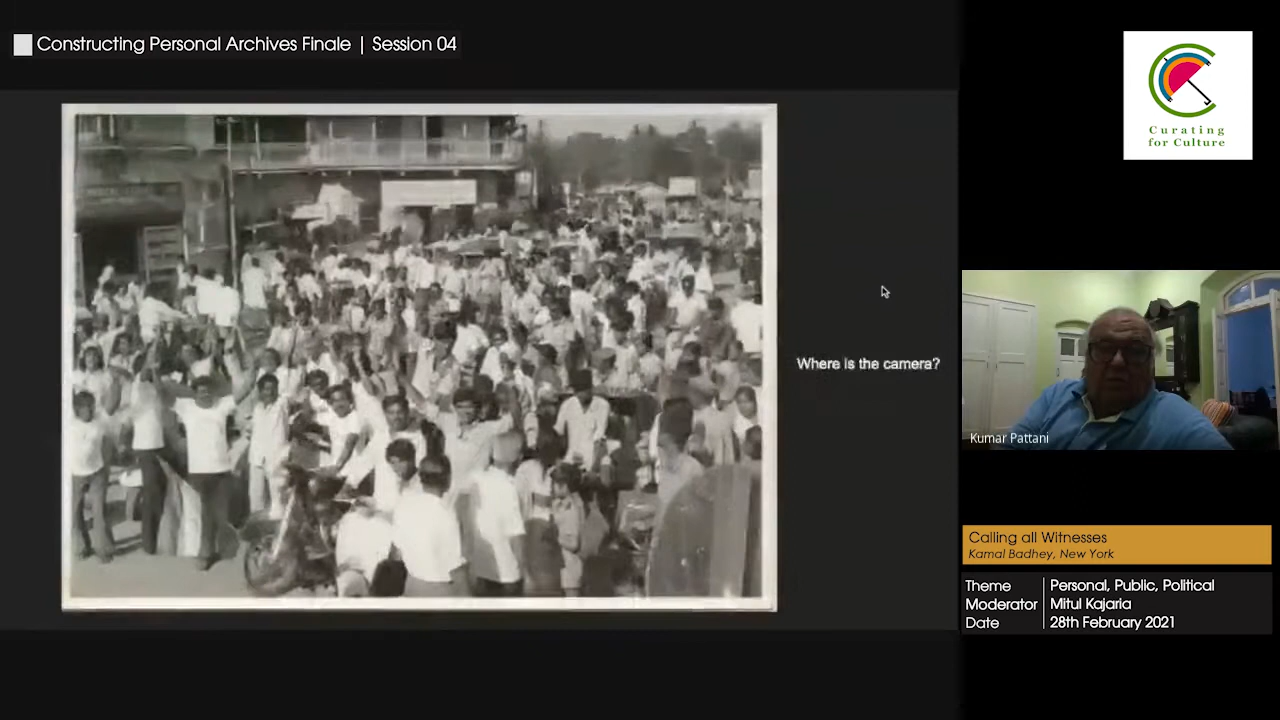 Constructing Personal Archives Finale | Session 04
Curating
for Culture
Where is the camera?
Kumar Pattani
Calling all Witnesses
Kamal Badhey, New York
Theme Personal, Public, Political
Moderator Mitul Kajaria
Date 28th February 2021